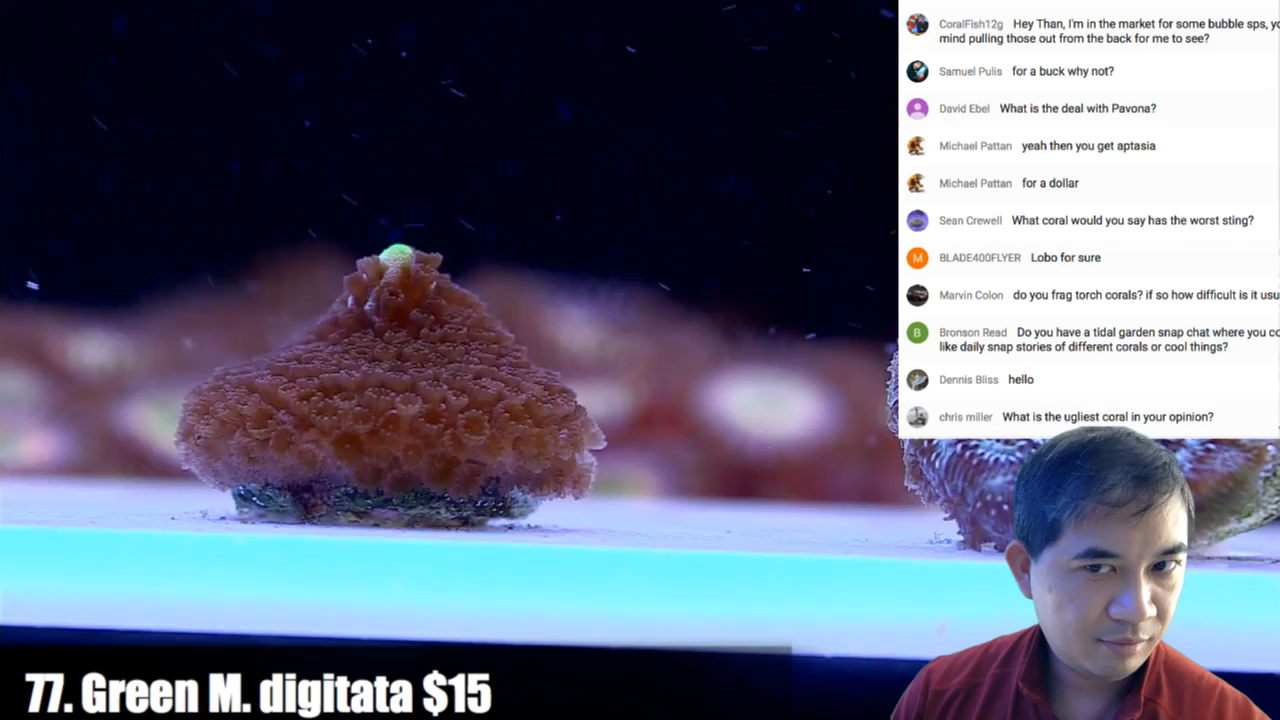 CoralFish12g Hey Than, I'm in the market for some bubble sps,
mind pulling those out from the back for me to see?
Samuel Pulis for a buck why not?
David Ebel What is the deal with Pavona?
Michael Pattan yeah then you get aptasia
Michael Pattan for a dollar
Sean Crewell What coral would you say has the worst sting?
M BLADE400FLYER Lobo for sure
Marvin Colon do you frag torch corals? if so how difficult is it
B Bronson Read Do you have a tidal garden snap chat where you
like daily snap stories of different corals or cool things?
Dennis Bliss hello
chris miller What is the ugliest coral in your opinion?
77. Green M. digitata $15